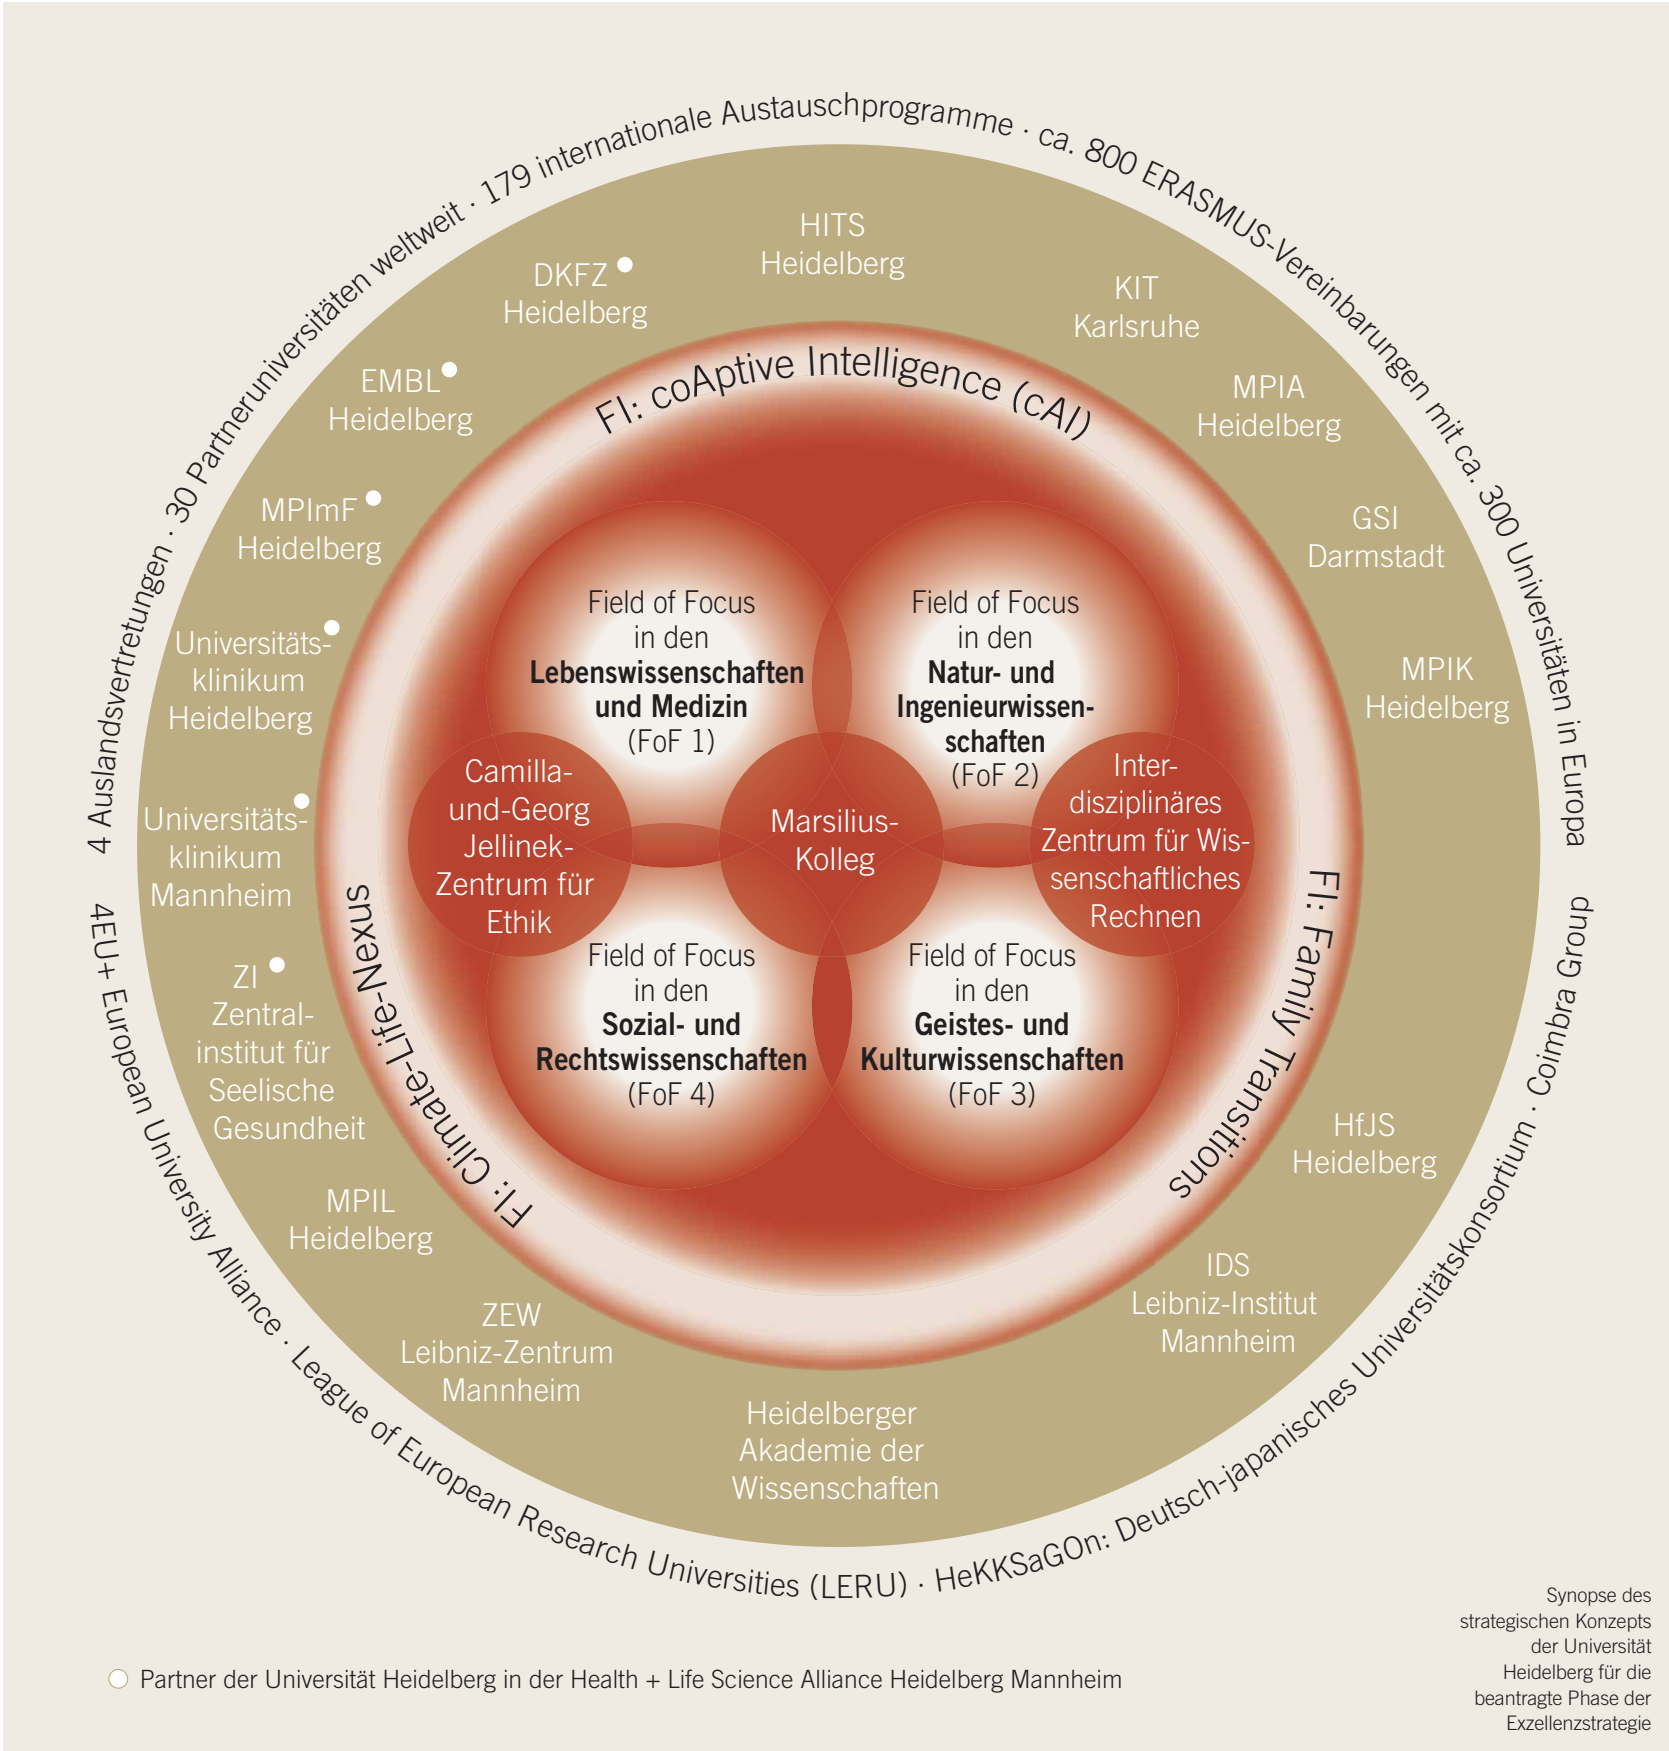 4 Auslandsvertretungen · 30 Partneruniversitäten weltweit · 179 internationale Austauschprogramme · ca. 800 ERASMUS-Vereinbarungen mit ca. 300 Universitäten in Europa
HITS
Heidelberg
KIT
Karlsruhe
MPIA
Heidelberg
GSI
Darmstadt
MPIK
Heidelberg
HfJS
Heidelberg
IDS
Leibniz-Institut
Mannheim
Heidelberger
Akademie der
Wissenschaften
ZEW
Leibniz-Zentrum
Mannheim
MPIL
Heidelberg
ZI
Zentral-
institut für
Seelische
Gesundheit
Universitäts-
klinikum
Mannheim
Universitäts-
klinikum
Heidelberg
MPImF
Heidelberg
EMBL
Heidelberg
DKFZ
Heidelberg
FI: coAptive Intelligence (cAI)
FI: Family Transitions
FI: Climate-Life-Nexus
Field of Focus
in den
Lebenswissenschaften
und Medizin
(FoF 1)
Field of Focus
in den
Natur- und
Ingenieurwissen-
schaften
(FoF 2)
Camilla-
und-Georg
Jellinek-
Zentrum für
Ethik
Marsilius-
Kolleg
Inter-
disziplinäres
Zentrum für Wis-
senschaftliches
Rechnen
Field of Focus
in den
Sozial- und
Rechtswissenschaften
(FoF 4)
Field of Focus
in den
Geistes- und
Kulturwissenschaften
(FoF 3)
4EU+ European University Alliance · League of European Research Universities (LERU) · HeKKSaGOn: Deutsch-japanisches Universitätskonsortium · Coimbra Group
Partner der Universität Heidelberg in der Health + Life Science Alliance Heidelberg Mannheim
Synopse des
strategischen Konzepts
der Universität
Heidelberg für die
beantragte Phase der
Exzellenzstrategie